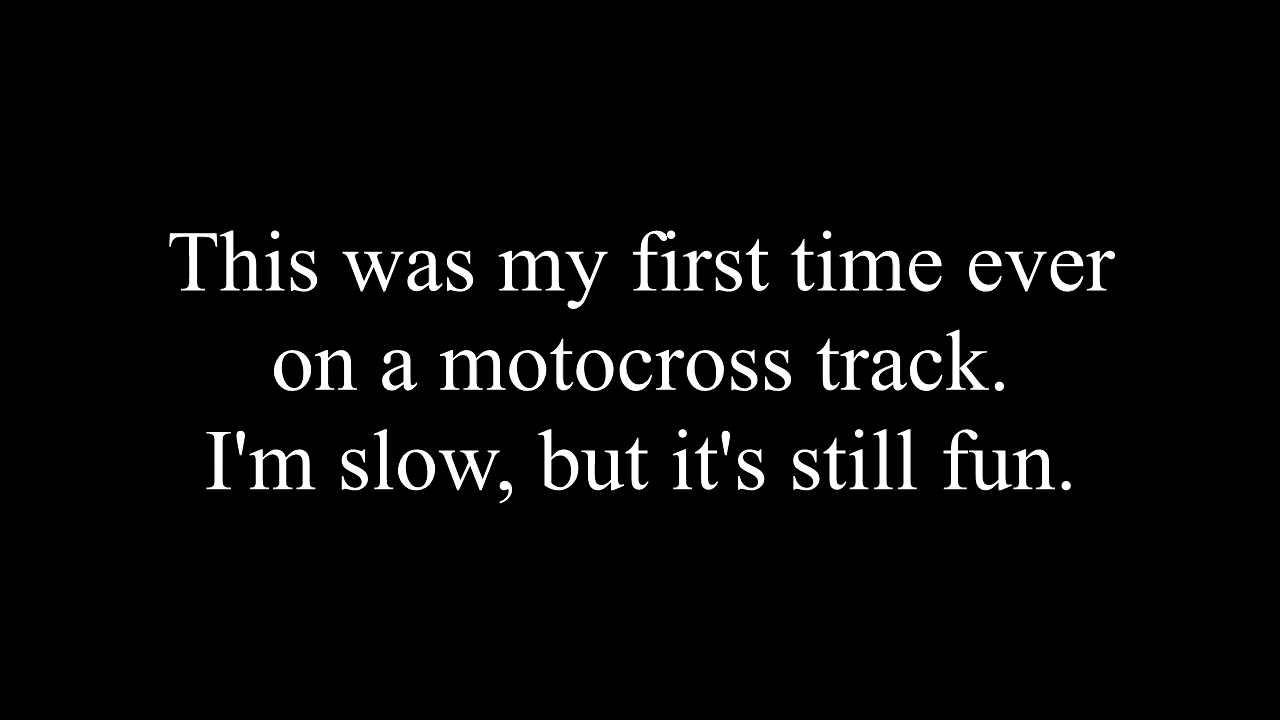 This was my first time ever
on a motocross track.
I'm slow, but it's still fun.